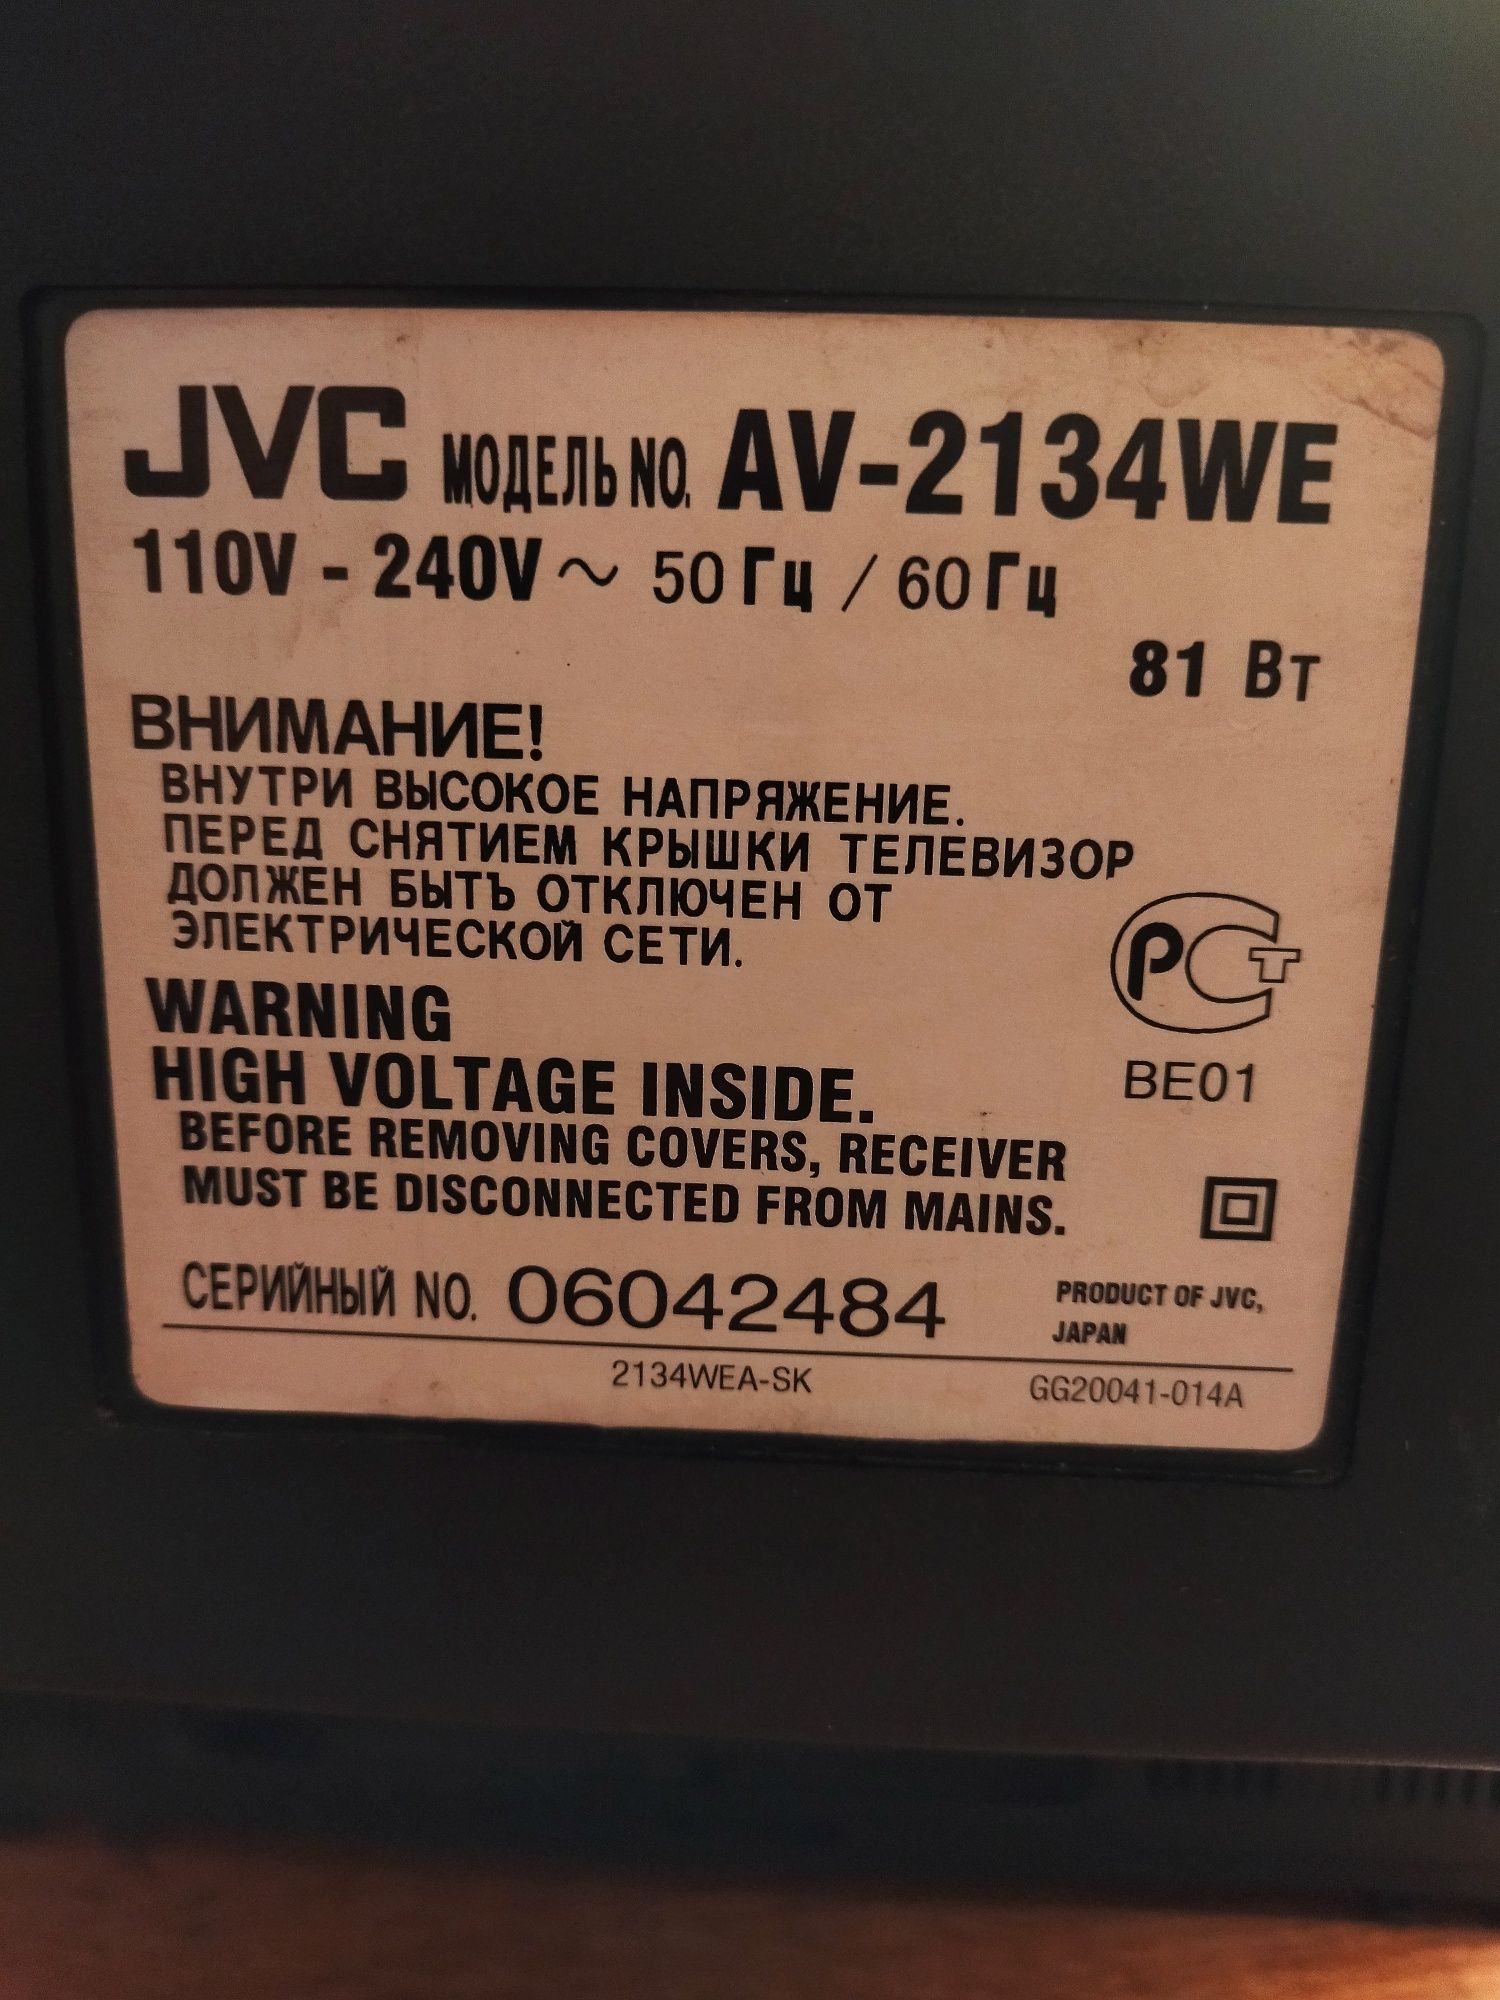 JVC МОДЕЛЬ NO. AV-2134WE
110V - 240V ~ 50 Гц / 60 Гц
81 Вт
ВНИМАНИЕ!
ВНУТРИ ВЫСОКОЕ НАПРЯЖЕНИЕ.
ПЕРЕД СНЯТИЕМ КРЫШКИ ТЕЛЕВИЗОР
ДОЛЖЕН БЫТЪ ОТКЛЮЧЕН ОТ
ЭЛЕКТРИЧЕСКОЙ СЕТИ.
РСТ
BE01
WARNING
HIGH VOLTAGE INSIDE.
BEFORE REMOVING COVERS, RECEIVER
MUST BE DISCONNECTED FROM MAINS.
СЕРИЙНЫЙ NO. 06042484
PRODUCT OF JVC,
JAPAN
2134WEA-SK
GG20041-014A